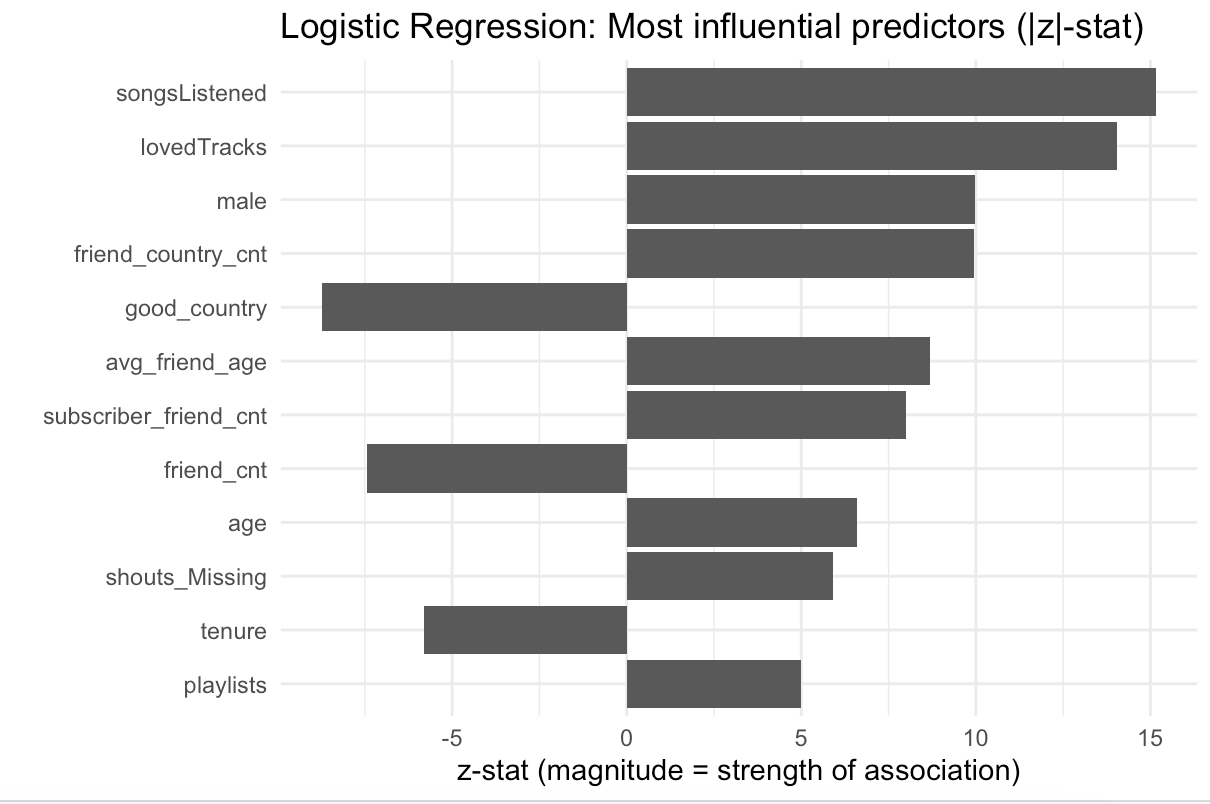 Logistic Regression: Most influential predictors (|z|-stat)
songsListened
lovedTracks
male
friend_country_cnt
good_country
avg_friend_age
subscriber_friend_cnt
friend_cnt
age
shouts_Missing
tenure
playlists
-5 0 5 10 15
z-stat (magnitude = strength of association)